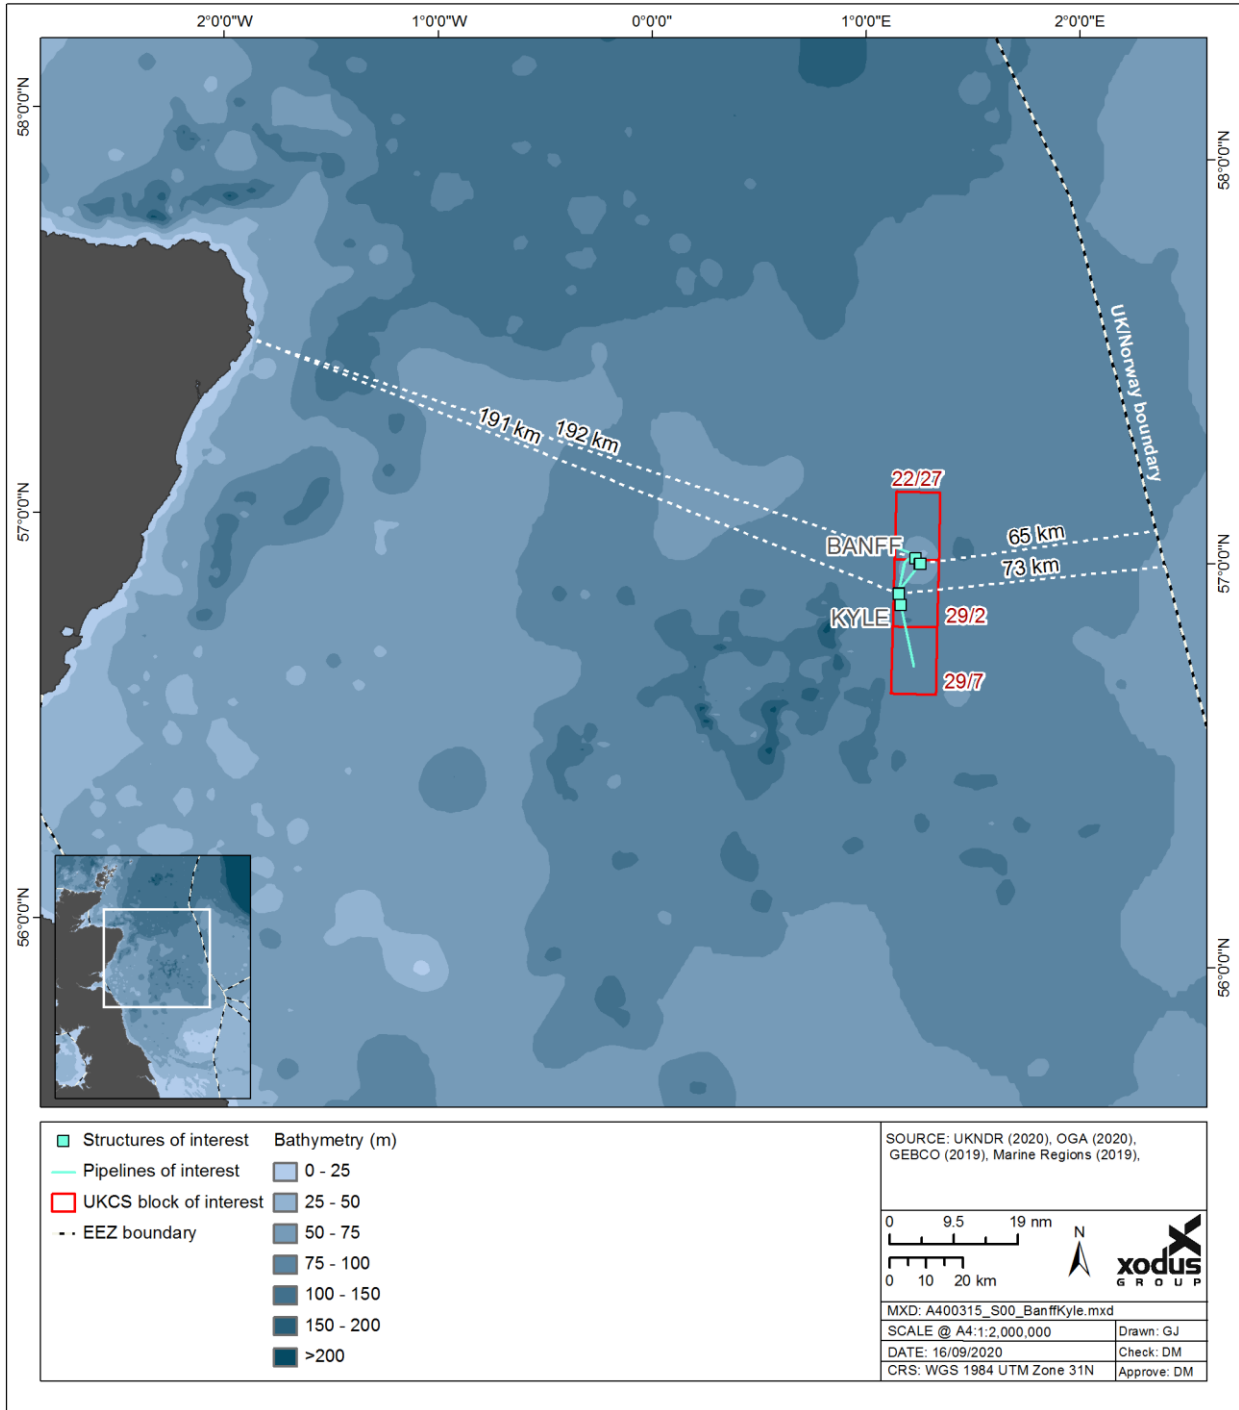 2°0'0"W
1°0'0"W
0°0'0"
1°0'0"E
2°0'0"E
58°0'0"N
58°0'0"N
57°0'0"N
57°0'0"N
56°0'0"N
56°0'0"N
UK/Norway boundary
191 km
192 km
22/27
BANFF
65 km
73 km
KYLE
29/2
29/7
Structures of interest
Pipelines of interest
UKCS block of interest
EEZ boundary
Bathymetry (m)
0 - 25
25 - 50
50 - 75
75 - 100
100 - 150
150 - 200
>200
SOURCE: UKNDR (2020), OGA (2020),
GEBCO (2019), Marine Regions (2019),
0 9.5 19 nm
0 10 20 km
N
xodus
GROUP
MXD: A400315_S00_BanffKyle.mxd
SCALE @ A4:1:2,000,000
Drawn: GJ
DATE: 16/09/2020
Check: DM
CRS: WGS 1984 UTM Zone 31N
Approve: DM